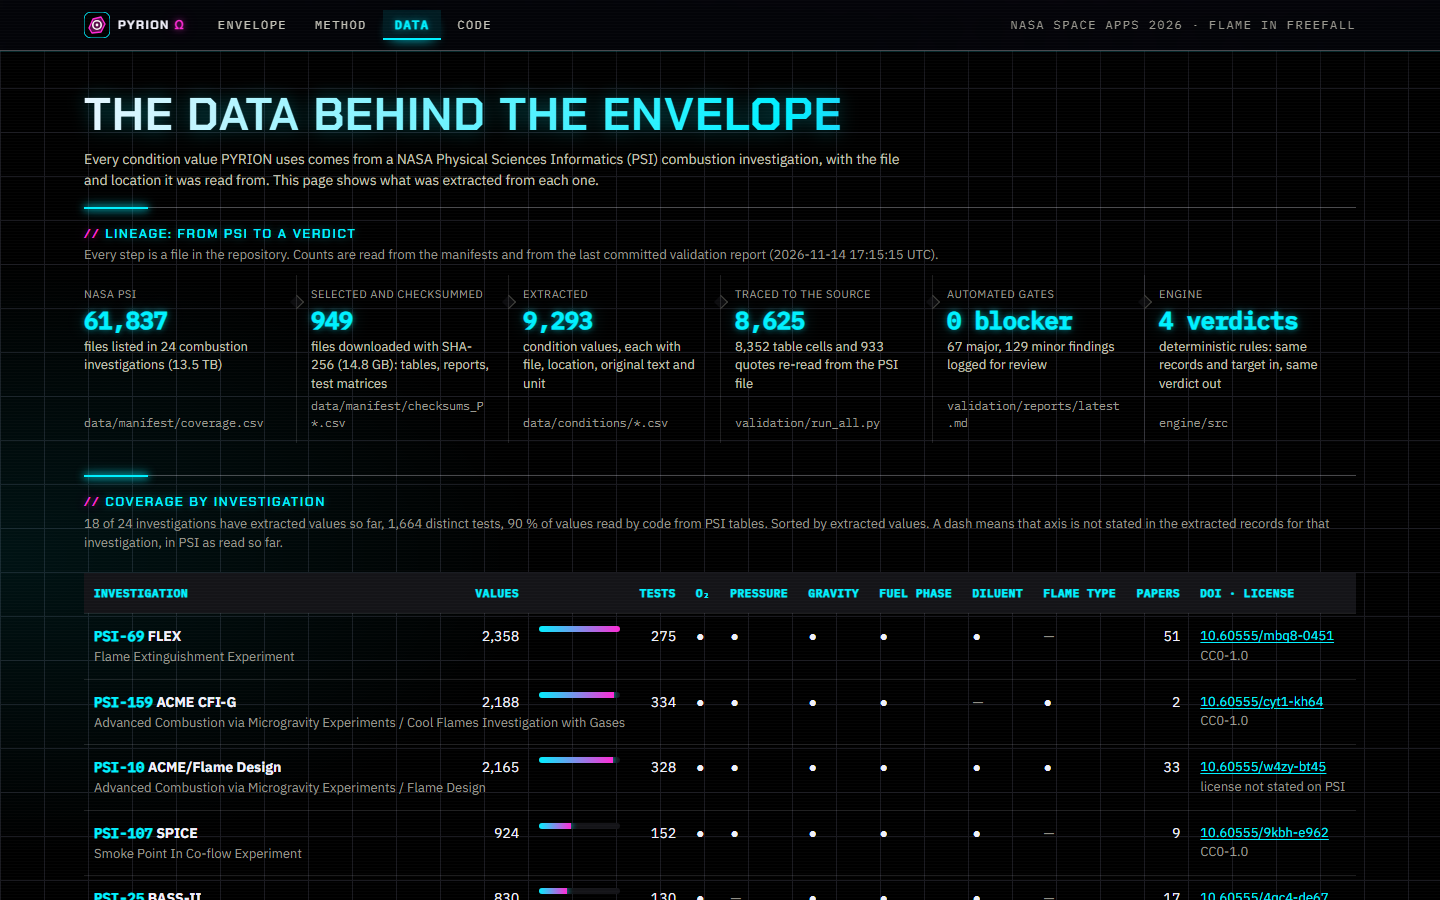 PYRION Ω
ENVELOPE
METHOD
DATA
CODE
NASA SPACE APPS 2026 · FLAME IN FREEFALL
THE DATA BEHIND THE ENVELOPE
Every condition value PYRION uses comes from a NASA Physical Sciences Informatics (PSI) combustion investigation, with the file
and location it was read from. This page shows what was extracted from each one.
// LINEAGE: FROM PSI TO A VERDICT
Every step is a file in the repository. Counts are read from the manifests and from the last committed validation report (2026-11-14 17:15:15 UTC).
NASA PSI
61,837
files listed in 24 combustion
investigations (13.5 TB)
data/manifest/coverage.csv
SELECTED AND CHECKSUMMED
949
files downloaded with SHA-
256 (14.8 GB): tables, reports,
test matrices
data/manifest/checksums_P
*.csv
EXTRACTED
9,293
condition values, each with
file, location, original text and
unit
data/conditions/*.csv
TRACED TO THE SOURCE
8,625
8,352 table cells and 933
quotes re-read from the PSI
file
validation/run_all.py
AUTOMATED GATES
0 blocker
67 major, 129 minor findings
logged for review
validation/reports/latest
.md
ENGINE
4 verdicts
deterministic rules: same
records and target in, same
verdict out
engine/src
// COVERAGE BY INVESTIGATION
18 of 24 investigations have extracted values so far, 1,664 distinct tests, 90 % of values read by code from PSI tables. Sorted by extracted values. A dash means that axis is not stated in the extracted records for that
investigation, in PSI as read so far.
INVESTIGATION VALUES TESTS O₂ PRESSURE GRAVITY FUEL PHASE DILUENT FLAME TYPE PAPERS DOI · LICENSE
PSI-69 FLEX 2,358 275 ● ● ● ● ● — 51 10.60555/mbq8-0451
Flame Extinguishment Experiment CC0-1.0
PSI-159 ACME CFI-G 2,188 334 ● ● ● ● — ● 2 10.60555/cyt1-kh64
Advanced Combustion via Microgravity Experiments / Cool Flames Investigation with Gases CC0-1.0
PSI-10 ACME/Flame Design 2,165 328 ● ● ● ● ● ● 33 10.60555/w4zy-bt45
Advanced Combustion via Microgravity Experiments / Flame Design license not stated on PSI
PSI-107 SPICE 924 152 ● ● ● ● ● — 9 10.60555/9kbh-e962
Smoke Point In Co-flow Experiment CC0-1.0
PSI-25 BASS-II 830 130 ● — ● ● ● — 17 10.60555/4qc4-de67